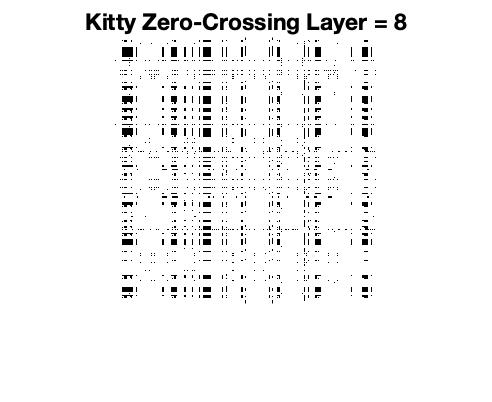 Kitty Zero-Crossing Layer = 8